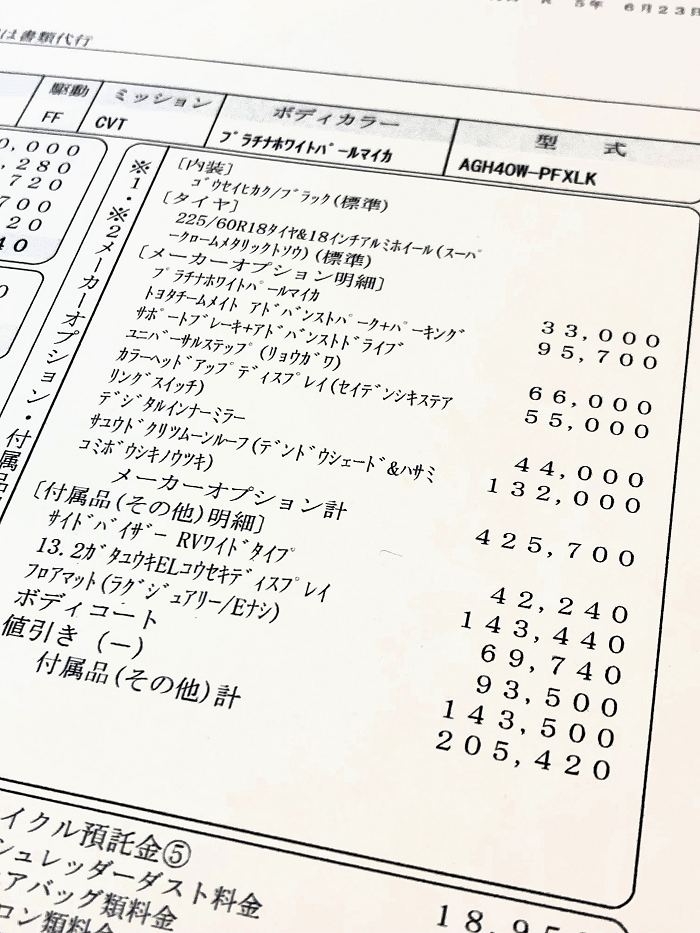 R 5年 6月23日
は書類代行
駆動 ミッション ボディカラー 型 式
FF CVT プラチナホワイトパールマイカ AGH40W-PFXLK
0,000
,280
720
700
20
40
※1・※2メーカーオプション・付属品
[内装]
ゴウセイヒカク/ブラック(標準)
[タイヤ]
225/60R18タイヤ&18インチアルミホイール(スーパ
ークロームメタリックトソウ)(標準)
[メーカーオプション明細]
プラチナホワイトパールマイカ 33,000
トヨタチームメイト アドバンストパーク+パーキング 95,700
サポートブレーキ+アドバンストドライブ
ユニバーサルステップ(リョウガワ) 66,000
カラーヘッドアップディスプレイ(セイデンシキステア 55,000
リングスイッチ)
デジタルインナーミラー 44,000
サユウドクリツムーンルーフ(デンドウシェード&ハサミ 132,000
コミボウシキノウツキ)
メーカーオプション計 425,700
[付属品(その他)明細]
サイドバイザー RVワイドタイプ 42,240
13.2ガタユウキELコウセキディスプレイ 143,440
フロアマット(ラグジュアリー/Eナシ) 69,740
ボディコート 93,500
値引き (-) 143,500
付属品(その他)計 205,420
イクル預託金⑤
シュレッダーダスト料金
アバッグ類料金 18,95
ロン類料金